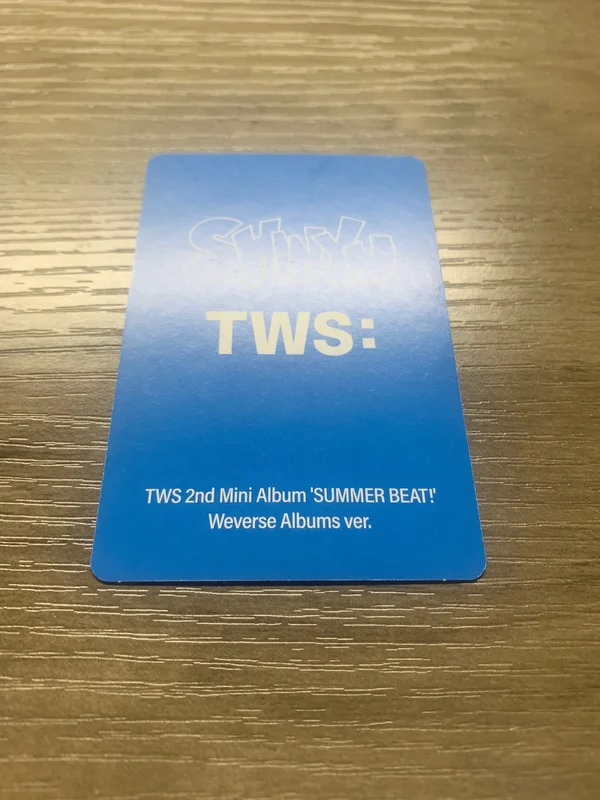 SHINYU
TWS:
TWS 2nd Mini Album 'SUMMER BEAT!'
Weverse Albums ver.